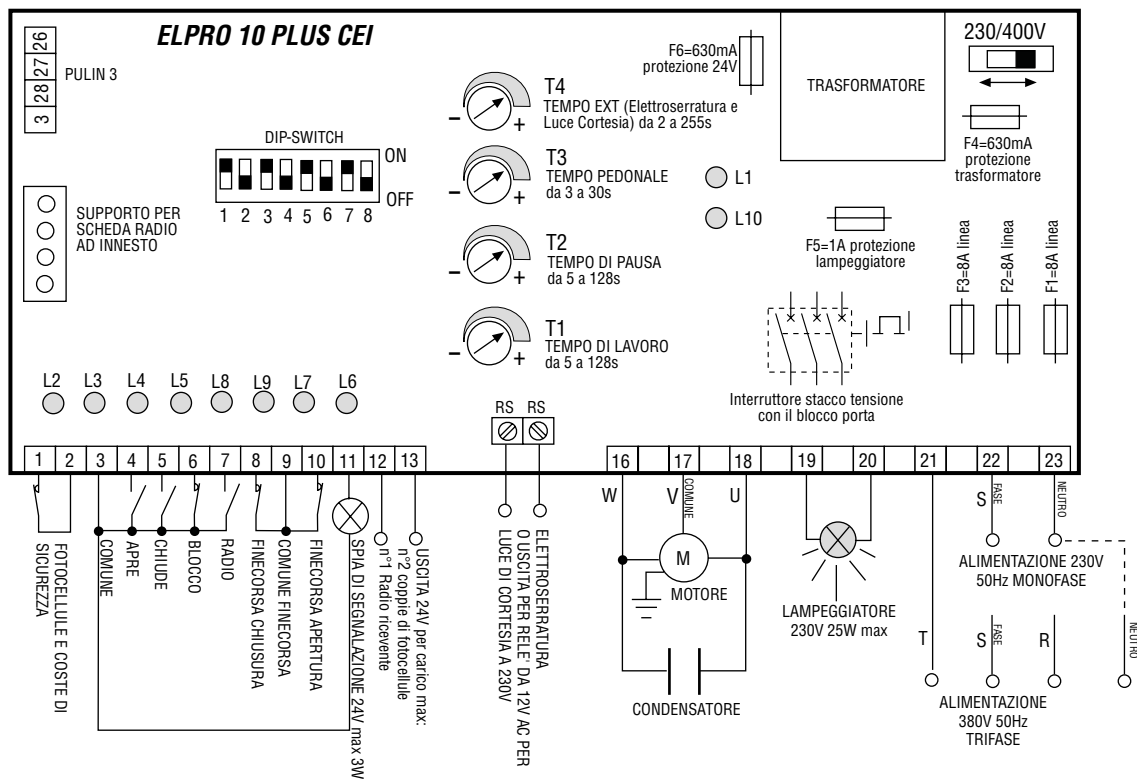 ELPRO 10 PLUS CEI
3 28 27 26
PULIN 3
DIP-SWITCH
ON
OFF
1 2 3 4 5 6 7 8
SUPPORTO PER
SCHEDA RADIO
AD INNESTO
T4
TEMPO EXT (Elettroserratura e
Luce Cortesia) da 2 a 255s
- +
T3
TEMPO PEDONALE
da 3 a 30s
- +
T2
TEMPO DI PAUSA
da 5 a 128s
- +
T1
TEMPO DI LAVORO
da 5 a 128s
- +
F6=630mA
protezione 24V
TRASFORMATORE
230/400V
F4=630mA
protezione
trasformatore
L1
L10
F5=1A protezione
lampeggiatore
F3=8A linea
F2=8A linea
F1=8A linea
Interruttore stacco tensione
con il blocco porta
L2 L3 L4 L5 L8 L9 L7 L6
RS RS
1 2 3 4 5 6 7 8 9 10 11 12 13
16 17 18 19 20 21 22 23
FOTOCELLULE E COSTE DI
SICUREZZA
COMUNE
APRE
CHIUDE
BLOCCO
RADIO
FINECORSA CHIUSURA
COMUNE FINECORSA
FINECORSA APERTURA
SPIA DI SEGNALAZIONE 24V max 3W
USCITA 24V per carico max:
n°2 coppie di fotocellule
n°1 Radio ricevente
ELETTROSERRATURA
O USCITA PER RELE' DA 12V AC PER
LUCE DI CORTESIA A 230V
W
V
COMUNE
U
M
MOTORE
CONDENSATORE
LAMPEGGIATORE
230V 25W max
S
FASE
NEUTRO
ALIMENTAZIONE 230V
50Hz MONOFASE
T
S
FASE
R
NEUTRO
ALIMENTAZIONE
380V 50Hz
TRIFASE